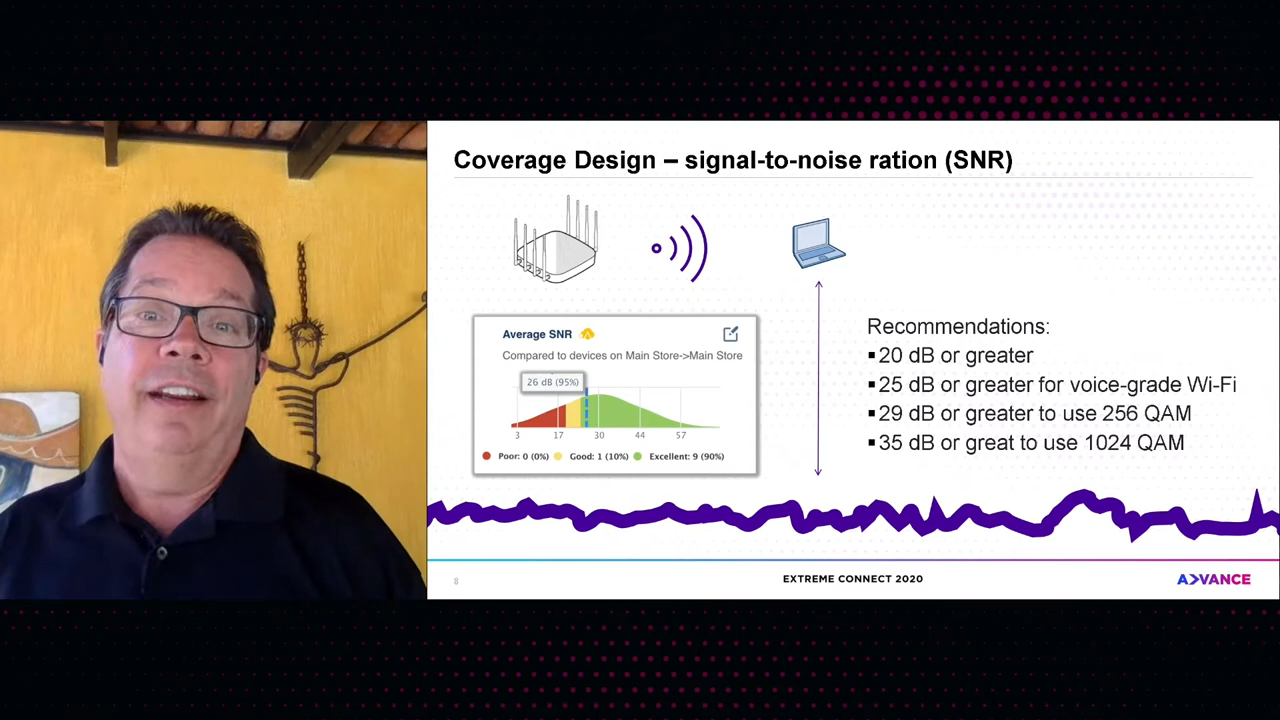 Coverage Design – signal-to-noise ration (SNR)
Average SNR
Compared to devices on Main Store->Main Store
26 dB (95%)
3 17 30 44 57
Poor: 0 (0%) Good: 1 (10%) Excellent: 9 (90%)
Recommendations:
▪20 dB or greater
▪25 dB or greater for voice-grade Wi-Fi
▪29 dB or greater to use 256 QAM
▪35 dB or great to use 1024 QAM
8
EXTREME CONNECT 2020
ADVANCE